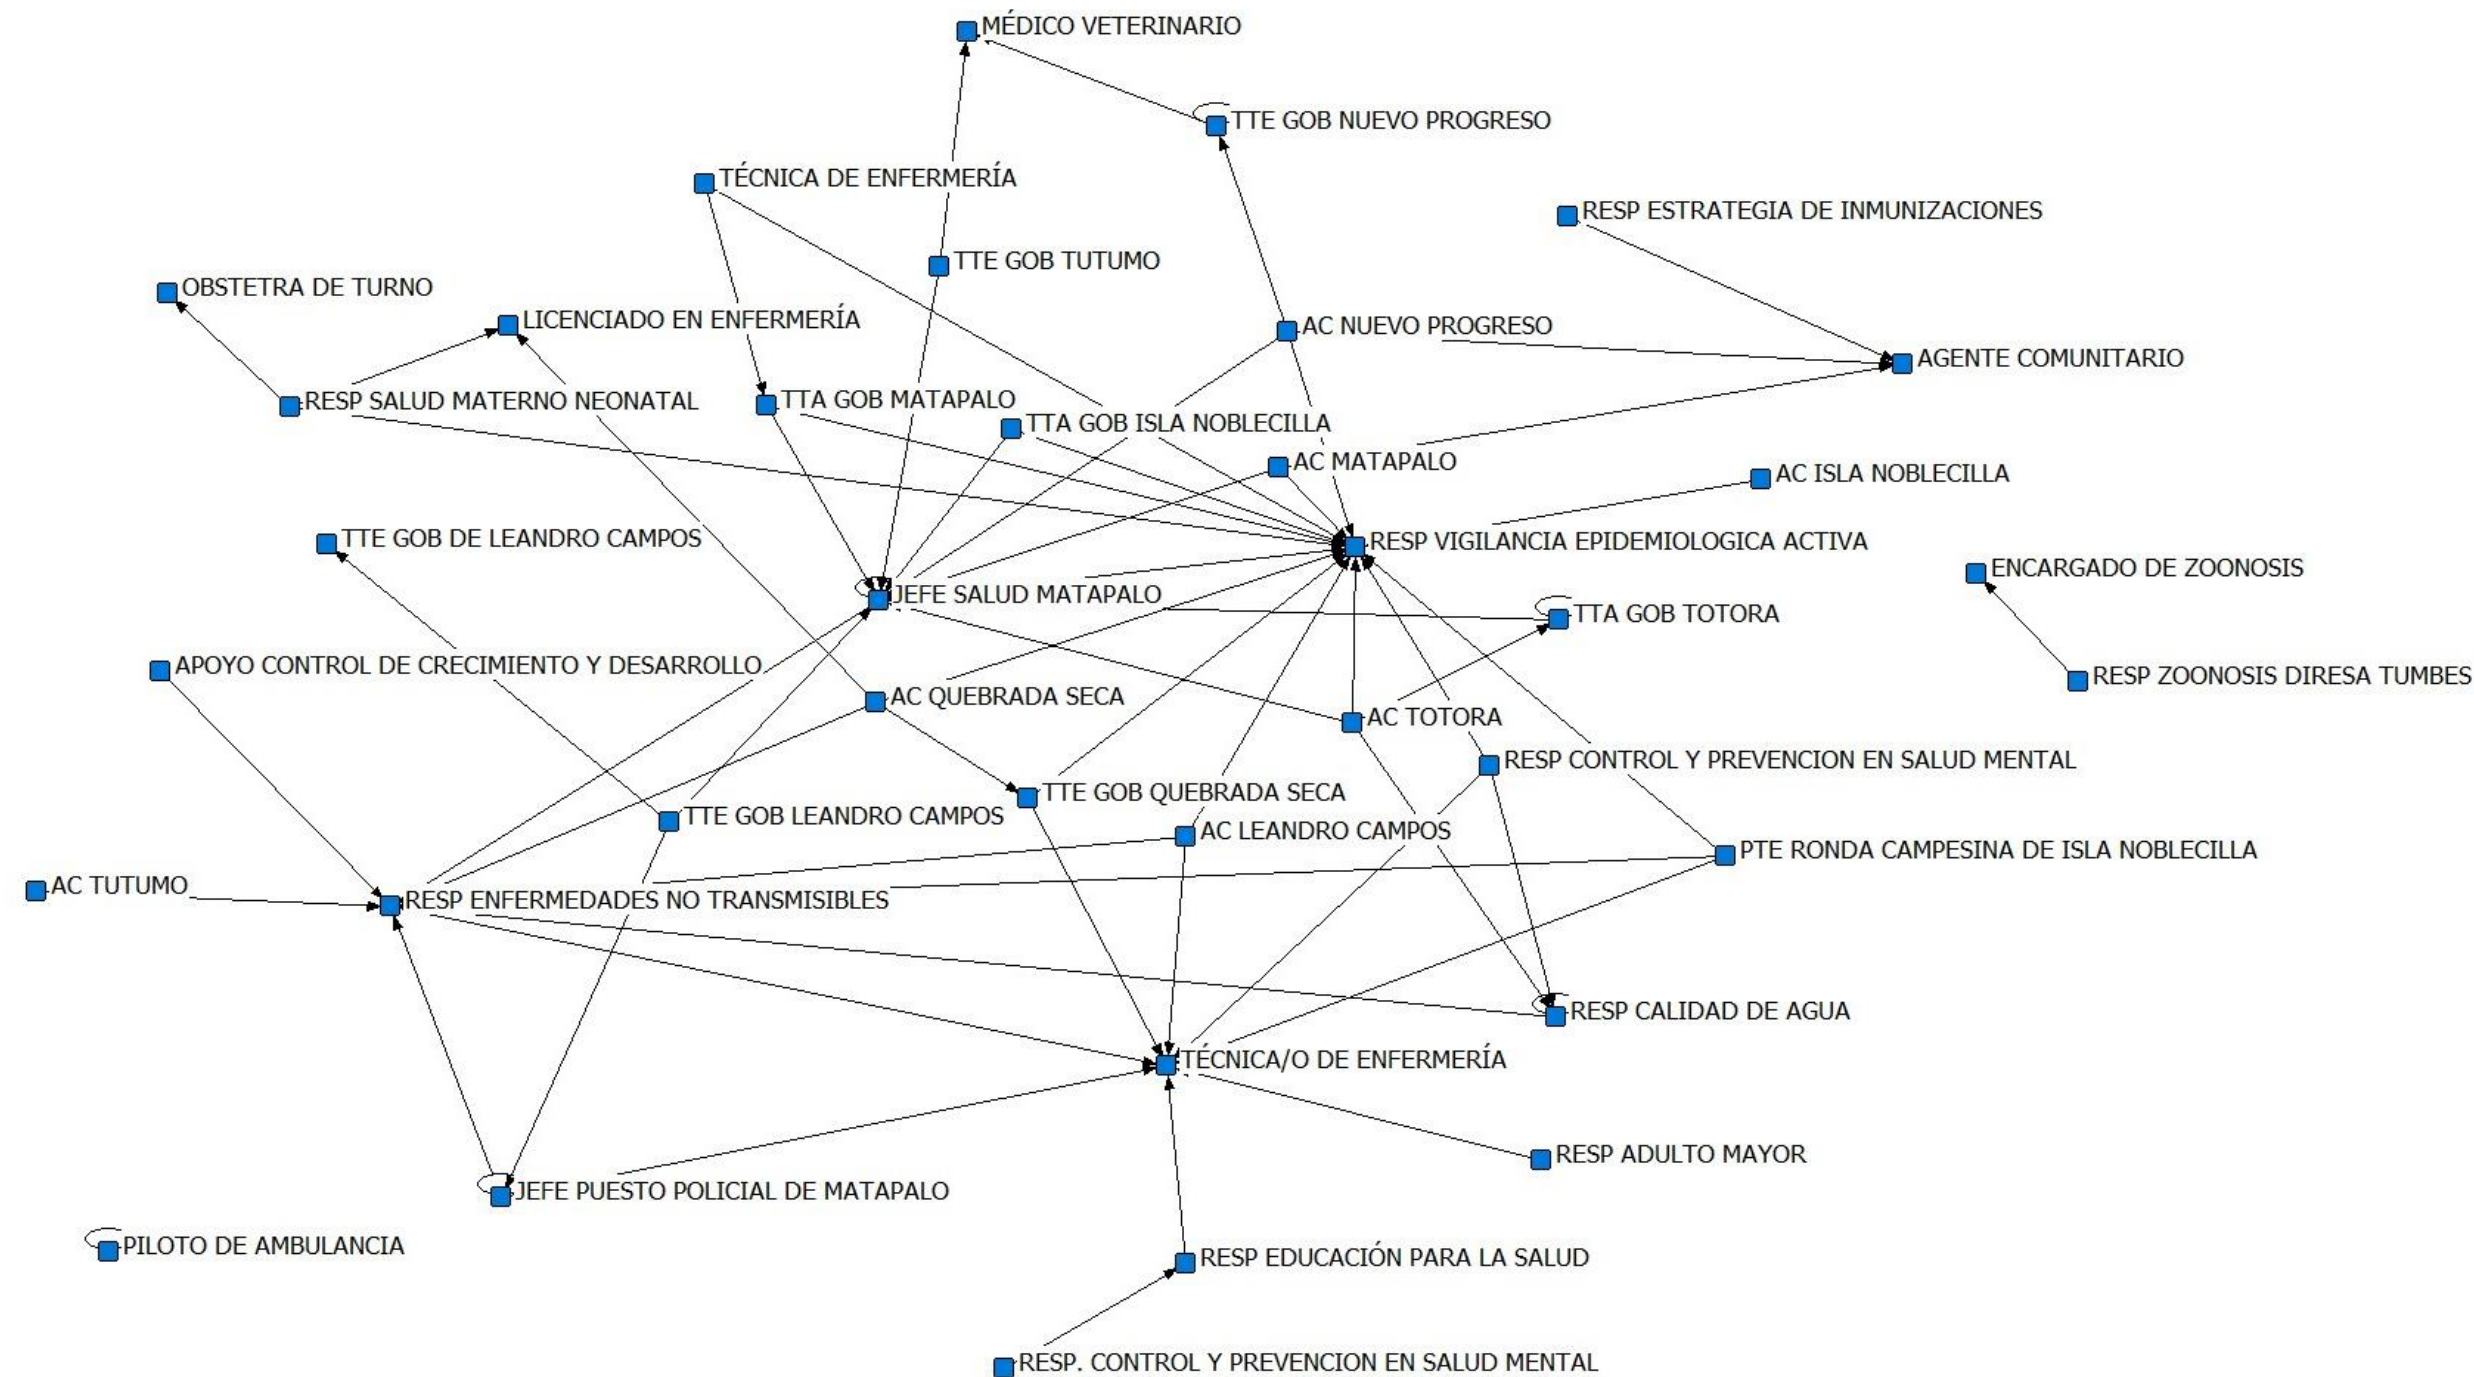 MÉDICO VETERINARIO
TTE GOB NUEVO PROGRESO
TÉCNICA DE ENFERMERÍA
RESP ESTRATEGIA DE INMUNIZACIONES
TTE GOB TUTUMO
OBSTETRA DE TURNO
LICENCIADO EN ENFERMERÍA
AC NUEVO PROGRESO
AGENTE COMUNITARIO
RESP SALUD MATERNO NEONATAL
TTA GOB MATAPALO
TTA GOB ISLA NOBLECILLA
AC MATAPALO
AC ISLA NOBLECILLA
TTE GOB DE LEANDRO CAMPOS
RESP VIGILANCIA EPIDEMIOLOGICA ACTIVA
ENCARGADO DE ZOONOSIS
JEFE SALUD MATAPALO
TTA GOB TOTORA
APOYO CONTROL DE CRECIMIENTO Y DESARROLLO
RESP ZOONOSIS DIRESA TUMBES
AC QUEBRADA SECA
AC TOTORA
RESP CONTROL Y PREVENCION EN SALUD MENTAL
TTE GOB QUEBRADA SECA
TTE GOB LEANDRO CAMPOS
AC LEANDRO CAMPOS
PTE RONDA CAMPESINA DE ISLA NOBLECILLA
AC TUTUMO
RESP ENFERMEDADES NO TRANSMISIBLES
RESP CALIDAD DE AGUA
TÉCNICA/O DE ENFERMERÍA
RESP ADULTO MAYOR
JEFE PUESTO POLICIAL DE MATAPALO
PILOTO DE AMBULANCIA
RESP EDUCACIÓN PARA LA SALUD
RESP. CONTROL Y PREVENCION EN SALUD MENTAL